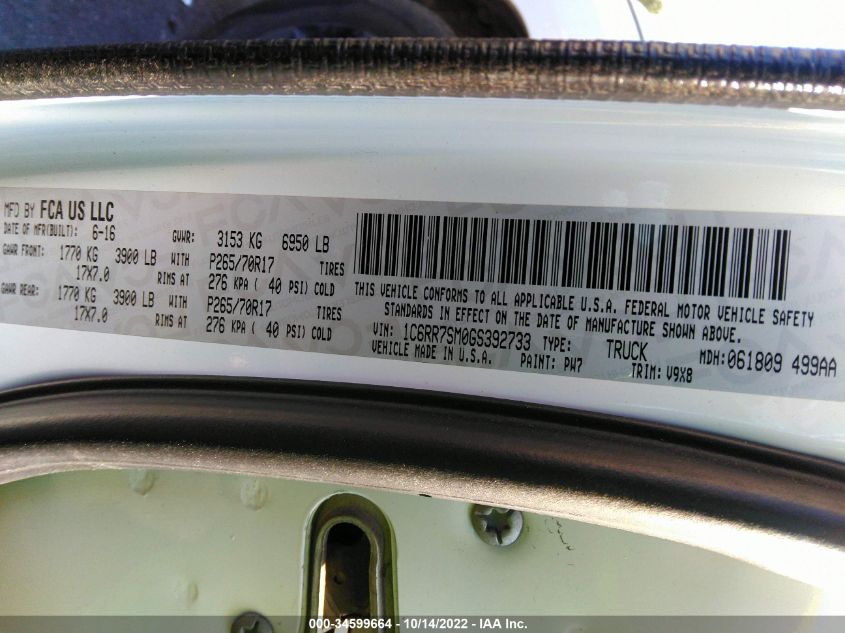 MFD BY FCA US LLC
DATE OF MFR(BUILT): 6-16 GVWR: 3153 KG 6950 LB
GAWR FRONT: 1770 KG 3900 LB WITH P265/70R17 TIRES
17X7.0 RIMS AT 276 KPA ( 40 PSI) COLD
GAWR REAR: 1770 KG 3900 LB WITH P265/70R17 TIRES
17X7.0 RIMS AT 276 KPA ( 40 PSI) COLD
THIS VEHICLE CONFORMS TO ALL APPLICABLE U.S.A. FEDERAL MOTOR VEHICLE SAFETY
STANDARDS IN EFFECT ON THE DATE OF MANUFACTURE SHOWN ABOVE.
VIN: 1C6RR7SM0GS392733 TYPE: TRUCK MDH: 061809 499AA
VEHICLE MADE IN U.S.A. PAINT: PW7 TRIM: V9X8
000-34599664 - 10/14/2022 - IAA Inc.